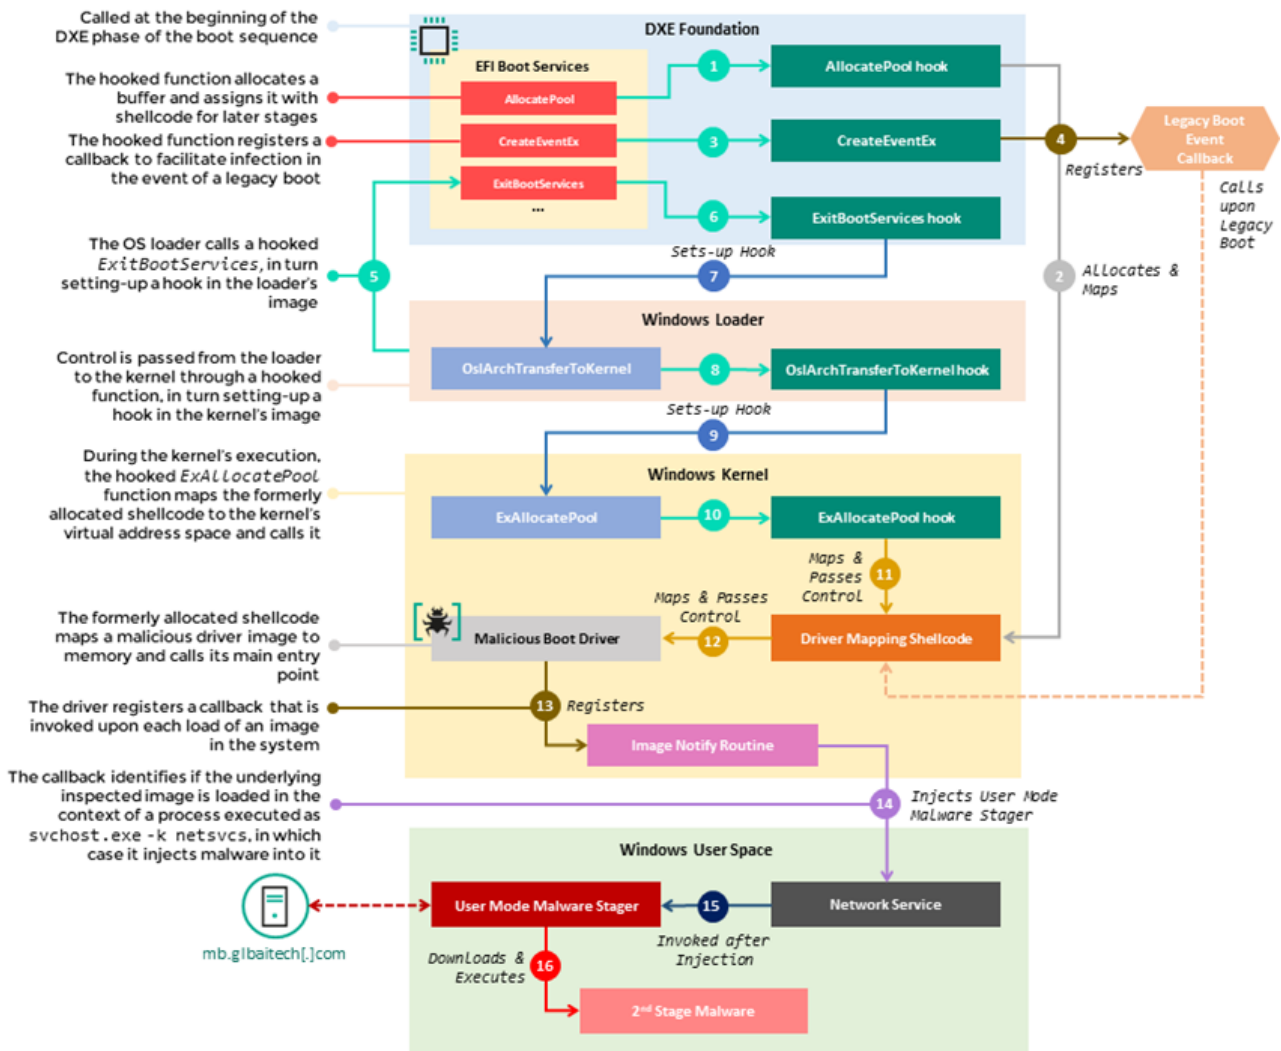 Called at the beginning of the
DXE phase of the boot sequence
The hooked function allocates a
buffer and assigns it with
shellcode for later stages
The hooked function registers a
callback to facilitate infection in
the event of a legacy boot
The OS loader calls a hooked
ExitBootServices, in turn
setting-up a hook in the loader's
image
Control is passed from the loader
to the kernel through a hooked
function, in turn setting-up a
hook in the kernel's image
During the kernel's execution,
the hooked ExAllocatePool
function maps the formerly
allocated shellcode to the kernel's
virtual address space and calls it
The formerly allocated shellcode
maps a malicious driver image to
memory and calls its main entry
point
The driver registers a callback that is
invoked upon each load of an image
in the system
The callback identifies if the underlying
inspected image is loaded in the
context of a process executed as
svchost.exe -k netsvcs, in which
case it injects malware into it
mb.glbaitech[.]com
DXE Foundation
EFI Boot Services
AllocatePool
1
AllocatePool hook
CreateEventEx
3
CreateEventEx
4
Registers
Legacy Boot
Event
Callback
ExitBootServices
...
6
ExitBootServices hook
Calls
upon
Legacy
Boot
5
Sets-up Hook
7
2
Allocates &
Maps
Windows Loader
OslArchTransferToKernel
8
OslArchTransferToKernel hook
Sets-up Hook
9
Windows Kernel
ExAllocatePool
10
ExAllocatePool hook
Maps &
Passes
Control
11
Maps & Passes
Control
Malicious Boot Driver
12
Driver Mapping Shellcode
13
Registers
Image Notify Routine
14
Injects User Mode
Malware Stager
Windows User Space
User Mode Malware Stager
15
Network Service
Invoked after
Injection
Downloads &
Executes
16
2nd Stage Malware